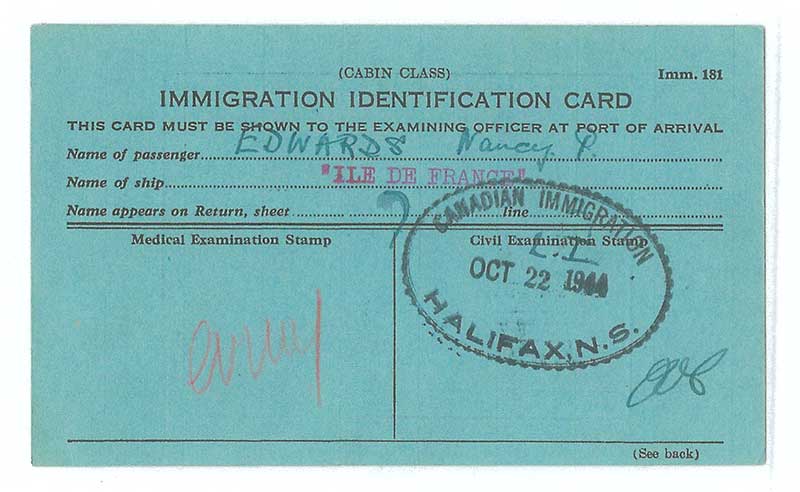 (CABIN CLASS) Imm. 181
IMMIGRATION IDENTIFICATION CARD
THIS CARD MUST BE SHOWN TO THE EXAMINING OFFICER AT PORT OF ARRIVAL
Name of passenger EDWARDS Nancy P.
Name of ship "ILE DE FRANCE"
Name appears on Return, sheet 7 line
Medical Examination Stamp Civil Examination Stamp
CANADIAN IMMIGRATION
OCT 22 1944
HALIFAX, N.S.
army
(See back)